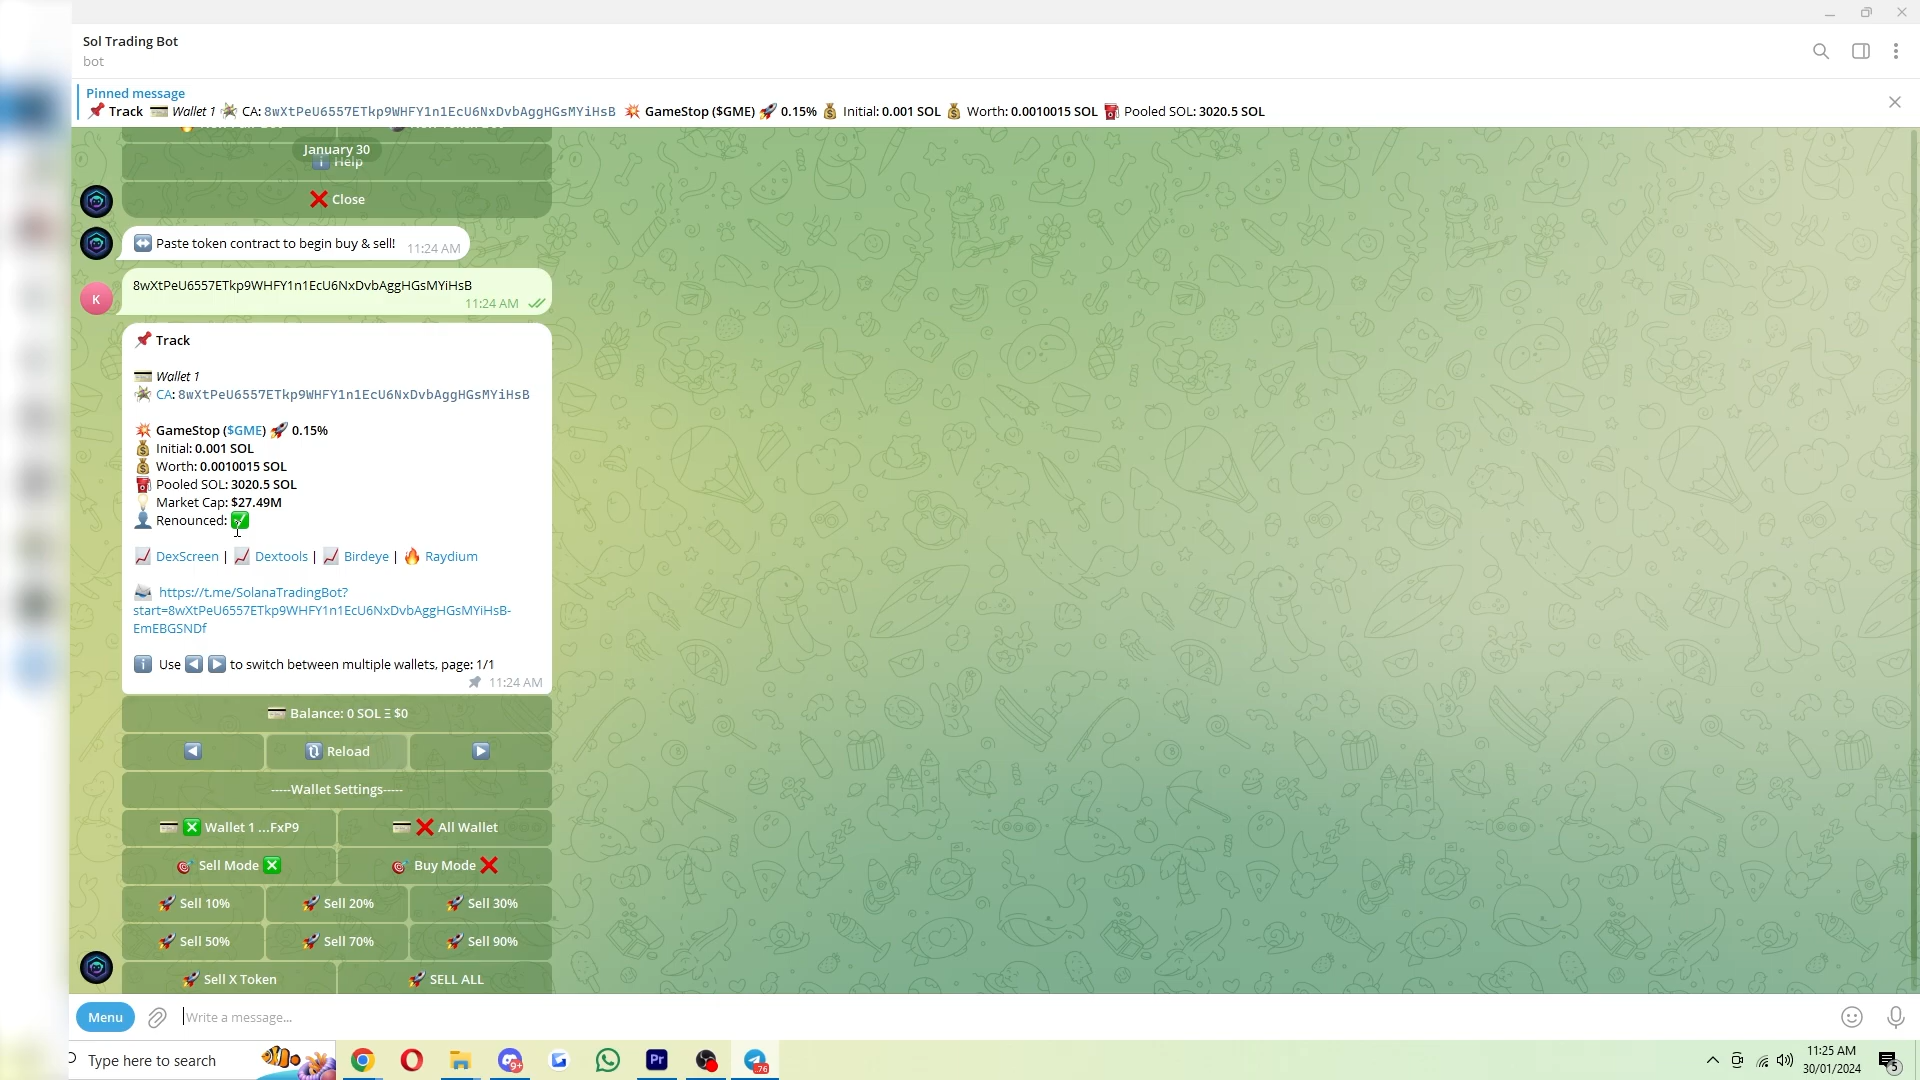 Sol Trading Bot
bot
Pinned message
Track Wallet 1 CA: 8wXtPeU6557ETkp9WHFY1n1EcU6NxDvbAggHGsMYiHsB GameStop ($GME) 0.15% Initial: 0.001 SOL Worth: 0.0010015 SOL Pooled SOL: 3020.5 SOL
January 30
Help
Close
Paste token contract to begin buy & sell! 11:24 AM
8wXtPeU6557ETkp9WHFY1n1EcU6NxDvbAggHGsMYiHsB
11:24 AM
K
Track
Wallet 1
CA: 8wXtPeU6557ETkp9WHFY1n1EcU6NxDvbAggHGsMYiHsB
GameStop ($GME) 0.15%
Initial: 0.001 SOL
Worth: 0.0010015 SOL
Pooled SOL: 3020.5 SOL
Market Cap: $27.49M
Renounced:
DexScreen | Dextools | Birdeye | Raydium
https://t.me/SolanaTradingBot?
start=8wXtPeU6557ETkp9WHFY1n1EcU6NxDvbAggHGsMYiHsB-
EmEBGSNDf
Use to switch between multiple wallets, page: 1/1
11:24 AM
Balance: 0 SOL Ξ $0
Reload
-----Wallet Settings-----
Wallet 1 ...FxP9 All Wallet
Sell Mode Buy Mode
Sell 10% Sell 20% Sell 30%
Sell 50% Sell 70% Sell 90%
Sell X Token SELL ALL
Menu Write a message...
Type here to search
9+
Pr
.76
11:25 AM
30/01/2024
5